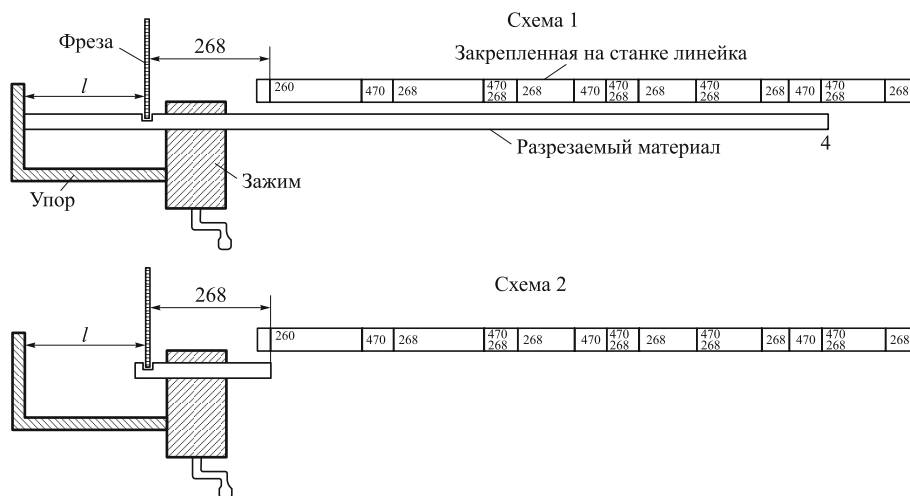 Схема 1
Фреза
268
Закрепленная на станке линейка
l
260 470 268 470 268 268 470 470 268 268 470 268 268 470 470 268 268
Разрезаемый материал
4
Зажим
Упор
Схема 2
268
l
260 470 268 470 268 268 470 470 268 268 470 268 268 470 470 268 268